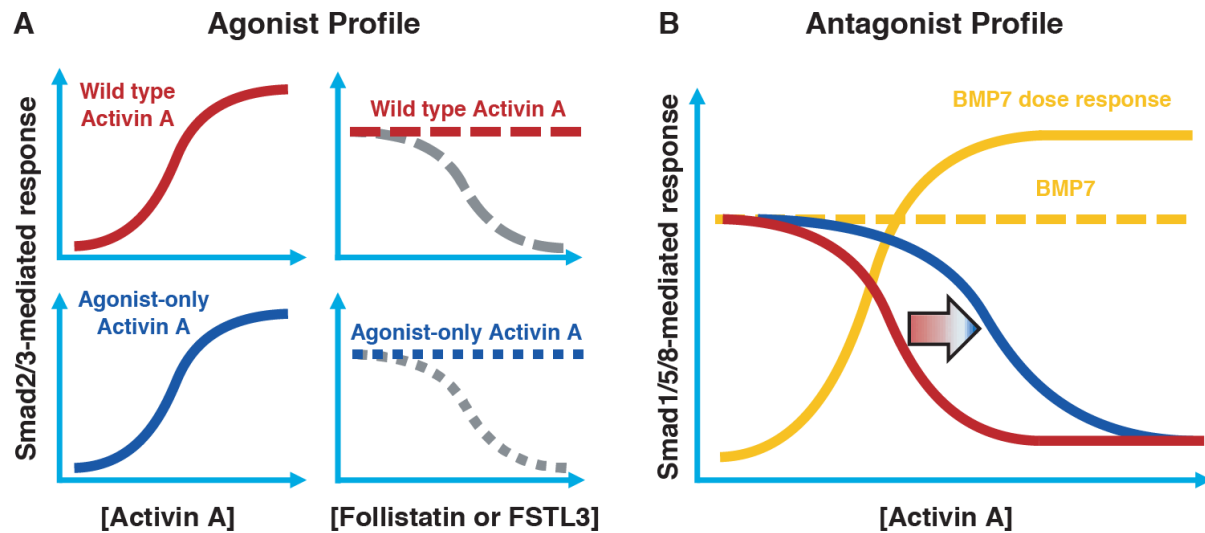 A
Agonist Profile
Smad2/3-mediated response
Wild type
Activin A
Wild type Activin A
Agonist-only
Activin A
Agonist-only Activin A
[Activin A]
[Follistatin or FSTL3]
B
Antagonist Profile
Smad1/5/8-mediated response
BMP7 dose response
BMP7
[Activin A]